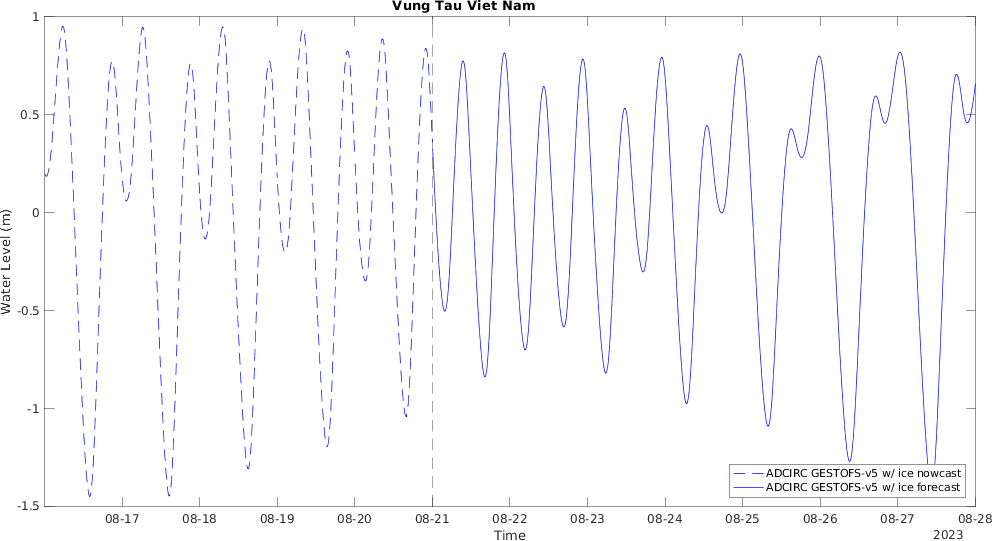 Vung Tau Viet Nam
Water Level (m)
1
0.5
0
-0.5
-1
-1.5
ADCIRC GESTOFS-v5 w/ ice nowcast
ADCIRC GESTOFS-v5 w/ ice forecast
08-17 08-18 08-19 08-20 08-21 08-22 08-23 08-24 08-25 08-26 08-27 08-28
Time
2023